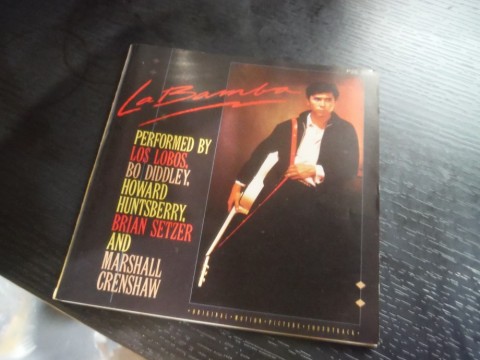 La Bamba
PERFORMED BY
LOS LOBOS,
BO DIDDLEY,
HOWARD
HUNTSBERRY,
BRIAN SETZER
AND
MARSHALL
CRENSHAW
• ORIGINAL • MOTION • PICTURE • SOUNDTRACK •